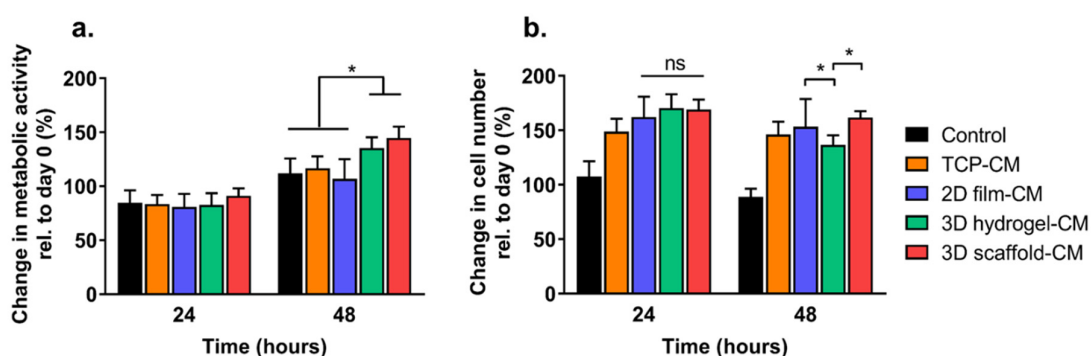 a.
Change in metabolic activity
rel. to day 0 (%)
200
150
100
50
0
*
24
48
Time (hours)
b.
Change in cell number
rel. to day 0 (%)
200
150
100
50
0
ns
*
*
24
48
Time (hours)
Control
TCP-CM
2D film-CM
3D hydrogel-CM
3D scaffold-CM